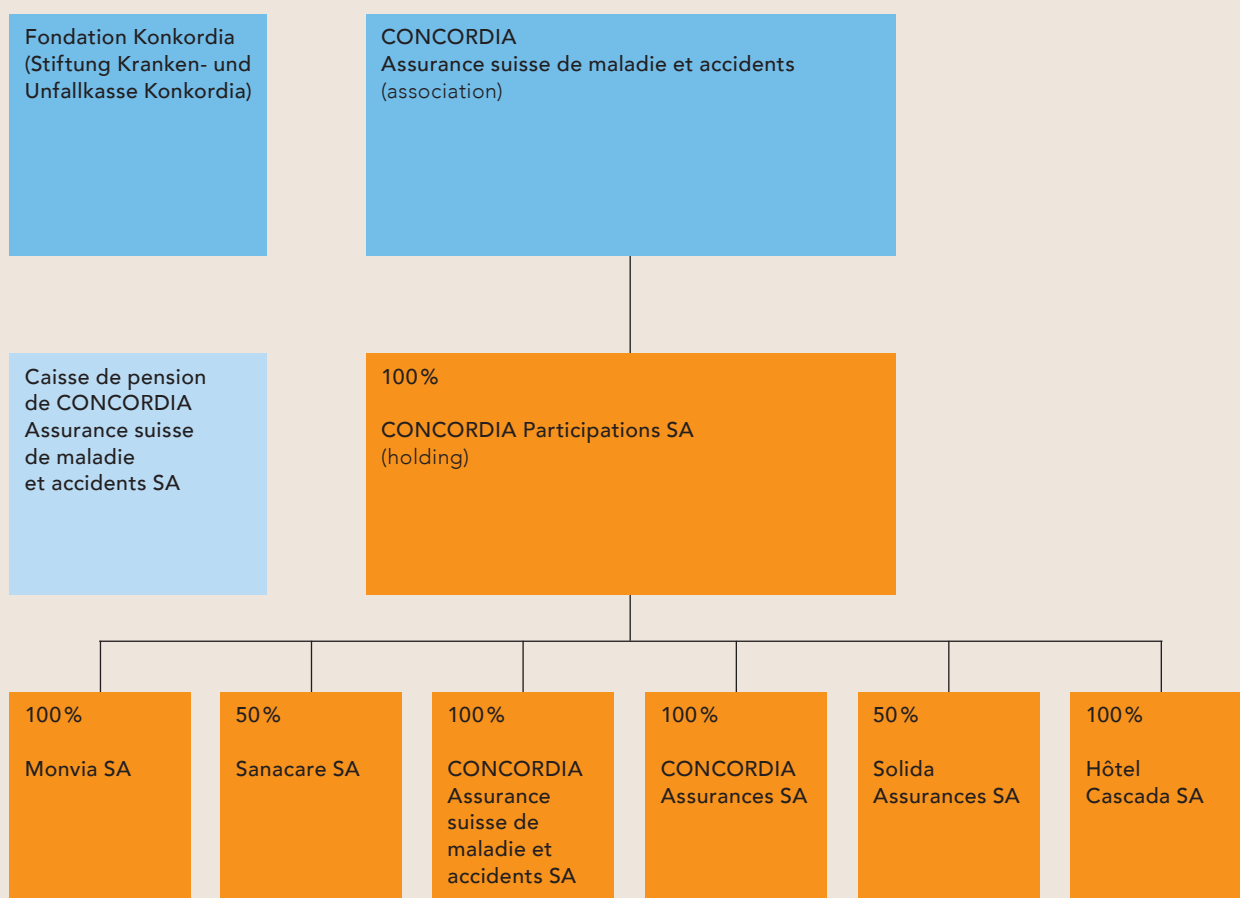 Fondation Konkordia
(Stiftung Kranken- und
Unfallkasse Konkordia)
CONCORDIA
Assurance suisse de maladie et accidents
(association)
Caisse de pension
de CONCORDIA
Assurance suisse
de maladie
et accidents SA
100%
CONCORDIA Participations SA
(holding)
100%
Monvia SA
50%
Sanacare SA
100%
CONCORDIA
Assurance
suisse de
maladie et
accidents SA
100%
CONCORDIA
Assurances SA
50%
Solida
Assurances SA
100%
Hôtel
Cascada SA